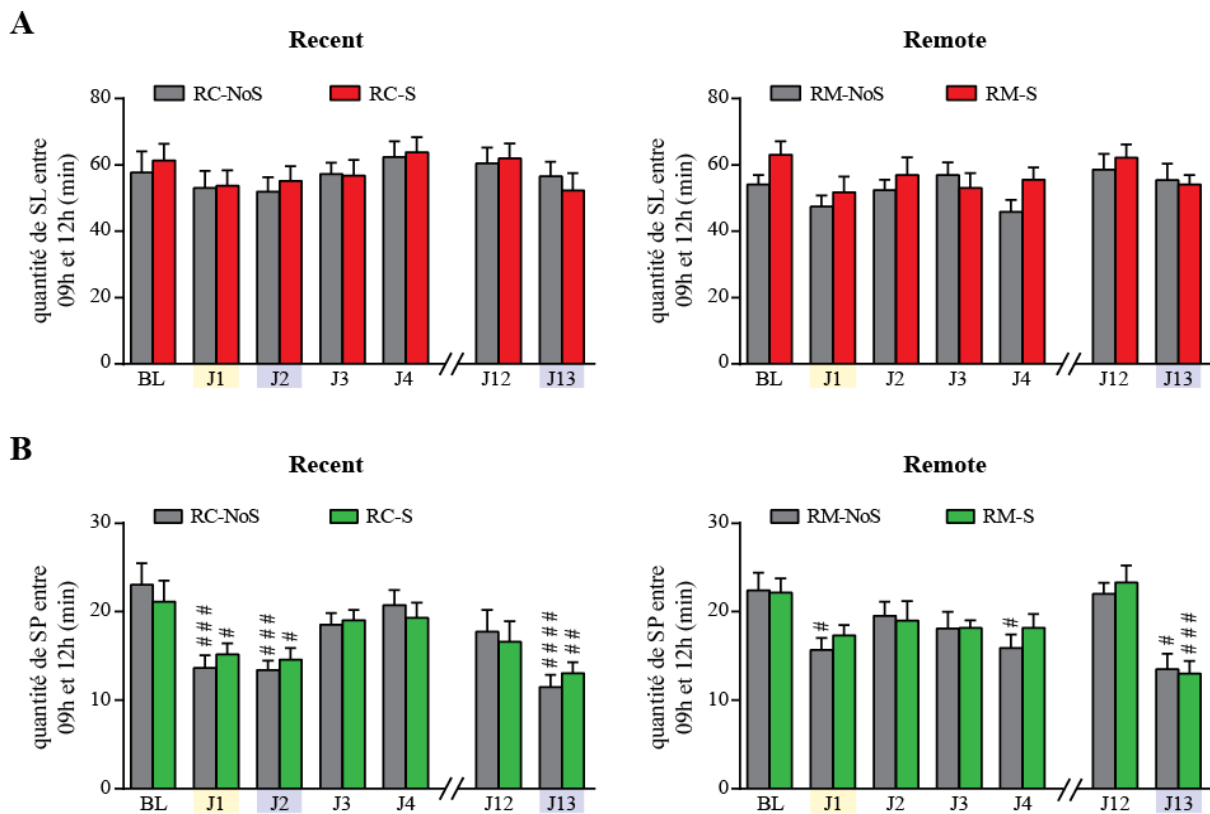 A
Recent
RC-NoS RC-S
quantité de SL entre
09h et 12h (min)
80
60
40
20
0
BL J1 J2 J3 J4 J12 J13
Remote
RM-NoS RM-S
quantité de SL entre
09h et 12h (min)
80
60
40
20
0
BL J1 J2 J3 J4 J12 J13
B
Recent
RC-NoS RC-S
quantité de SP entre
09h et 12h (min)
30
20
10
0
### # ### # #### ##
BL J1 J2 J3 J4 J12 J13
Remote
RM-NoS RM-S
quantité de SP entre
09h et 12h (min)
30
20
10
0
# # # ###
BL J1 J2 J3 J4 J12 J13